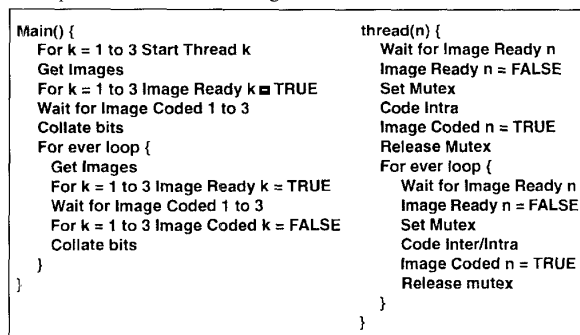 Main() {
For k = 1 to 3 Start Thread k
Get Images
For k = 1 to 3 Image Ready k = TRUE
Wait for Image Coded 1 to 3
Collate bits
For ever loop {
Get Images
For k = 1 to 3 Image Ready k = TRUE
Wait for Image Coded 1 to 3
For k = 1 to 3 Image Coded k = FALSE
Collate bits
}
}
thread(n) {
Wait for Image Ready n
Image Ready n = FALSE
Set Mutex
Code Intra
Image Coded n = TRUE
Release Mutex
For ever loop {
Wait for Image Ready n
Image Ready n = FALSE
Set Mutex
Code Inter/Intra
Image Coded n = TRUE
Release mutex
}
}